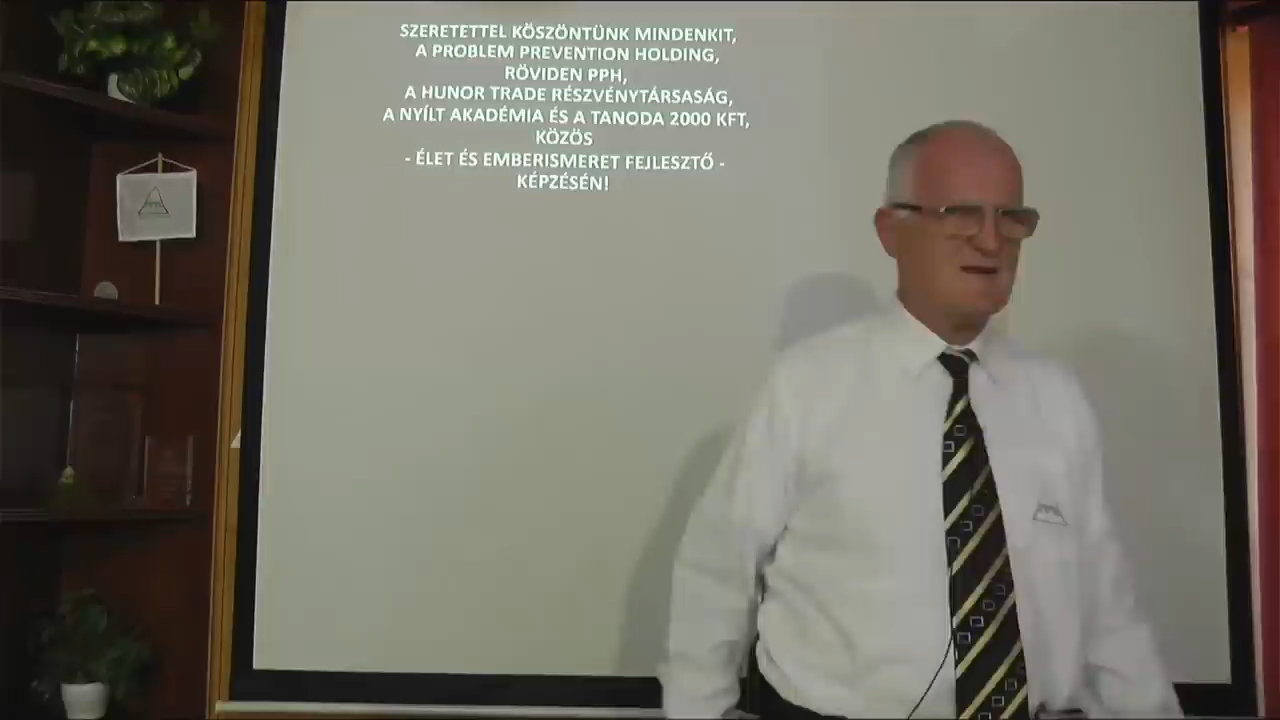 SZERETETTEL KÖSZÖNTÜNK MINDENKIT,
A PROBLEM PREVENTION HOLDING,
RÖVIDEN PPH,
A HUNOR TRADE RÉSZVÉNYTÁRSASÁG,
A NYÍLT AKADÉMIA ÉS A TANODA 2000 KFT,
KÖZÖS
- ÉLET ÉS EMBERISMERET FEJLESZTŐ -
KÉPZÉSÉN!